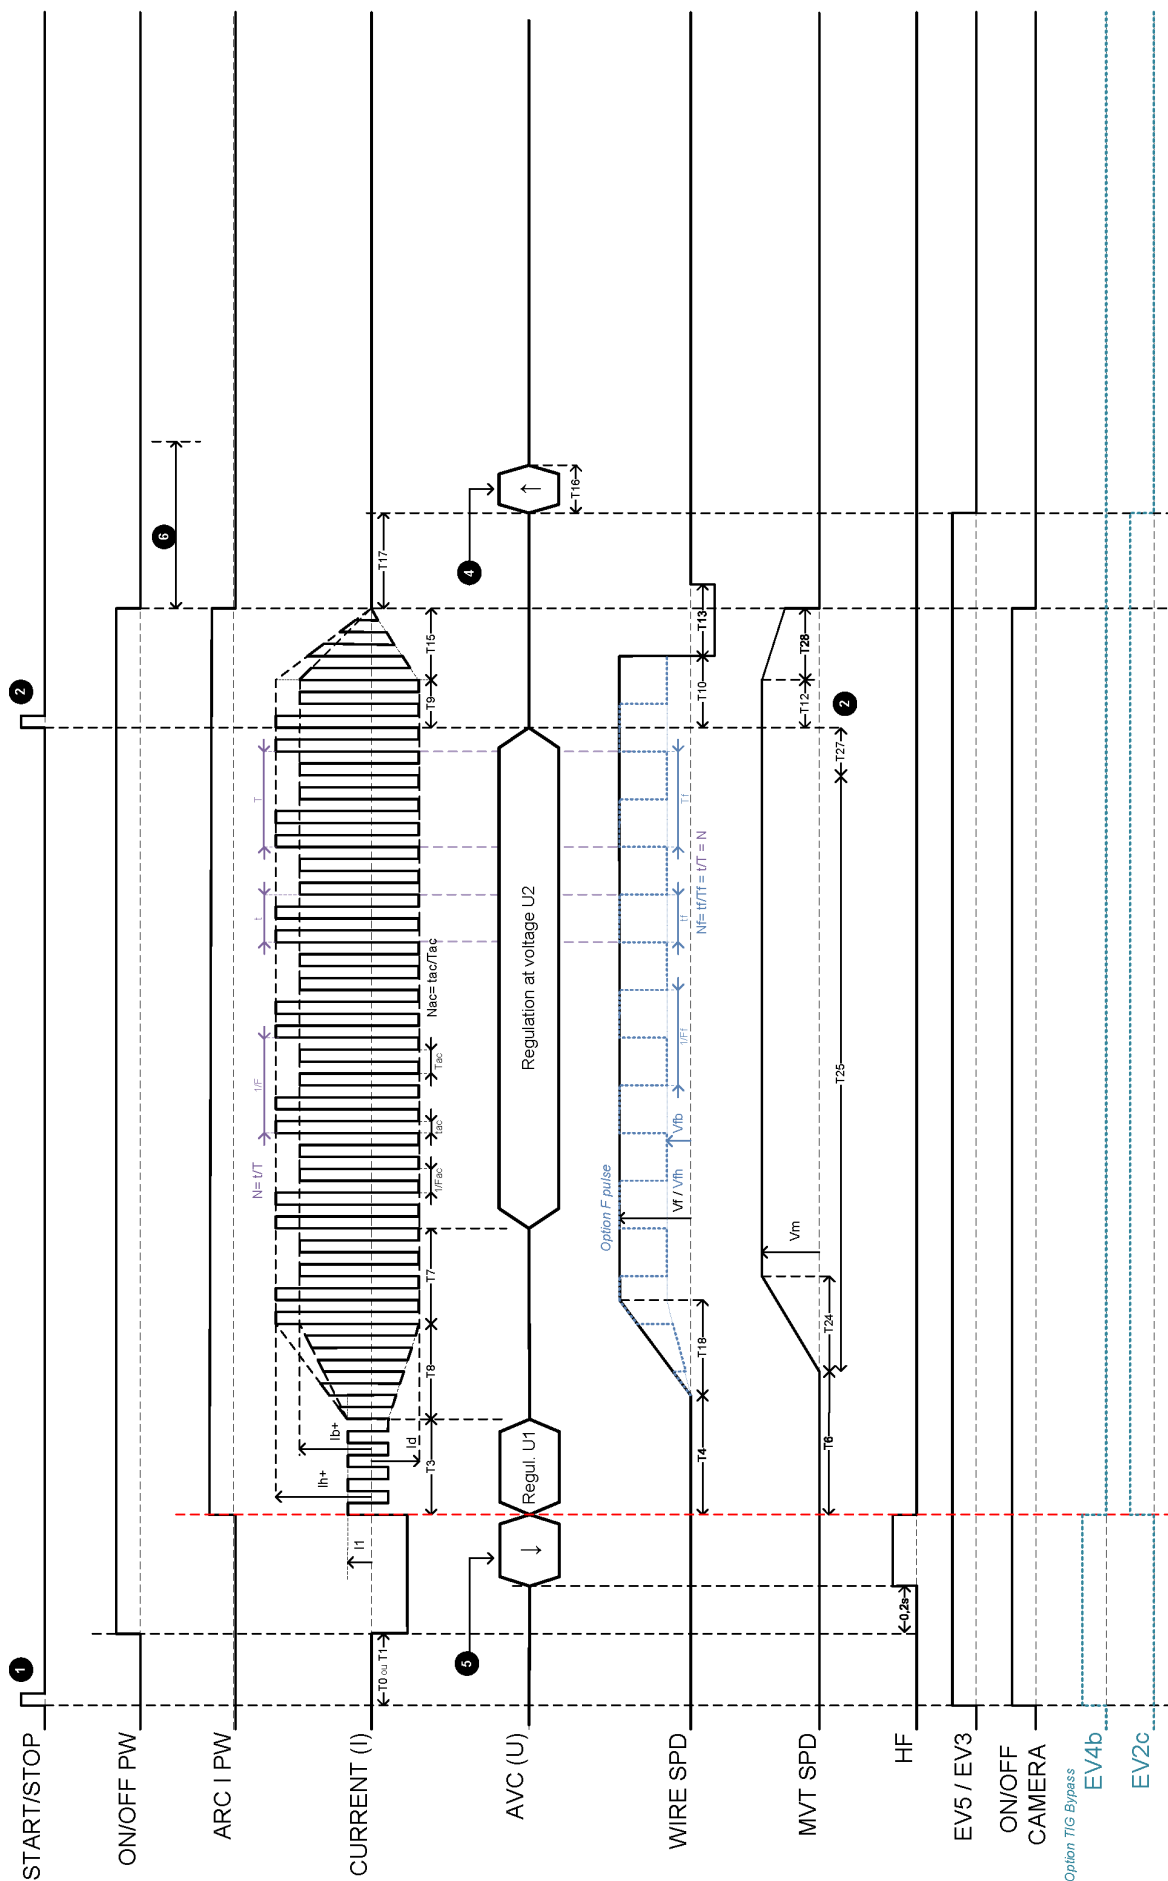 START/STOP
1
2
ON/OFF PW
6
ARC I PW
N= t/T
1/F
t
T
CURRENT (I)
T0 ou T1
I1
Ih+
Ib+
Id
T3
T8
T7
1/Fac
tac
Tac
Nac= tac/Tac
T9
T15
T17
AVC (U)
5
↓
Regul. U1
Regulation at voltage U2
4
↑
T16
WIRE SPD
Option F pulse
T4
T18
Vf / Vfh
Vfb
1/Ff
tf
Nf= tf/Tf = t/T = N
Tf
T10
T13
MVT SPD
T6
T24
Vm
T25
T27
2
T12
T28
HF
0,2s
EV5 / EV3
ON/OFF
CAMERA
Option TIG Bypass
EV4b
EV2c